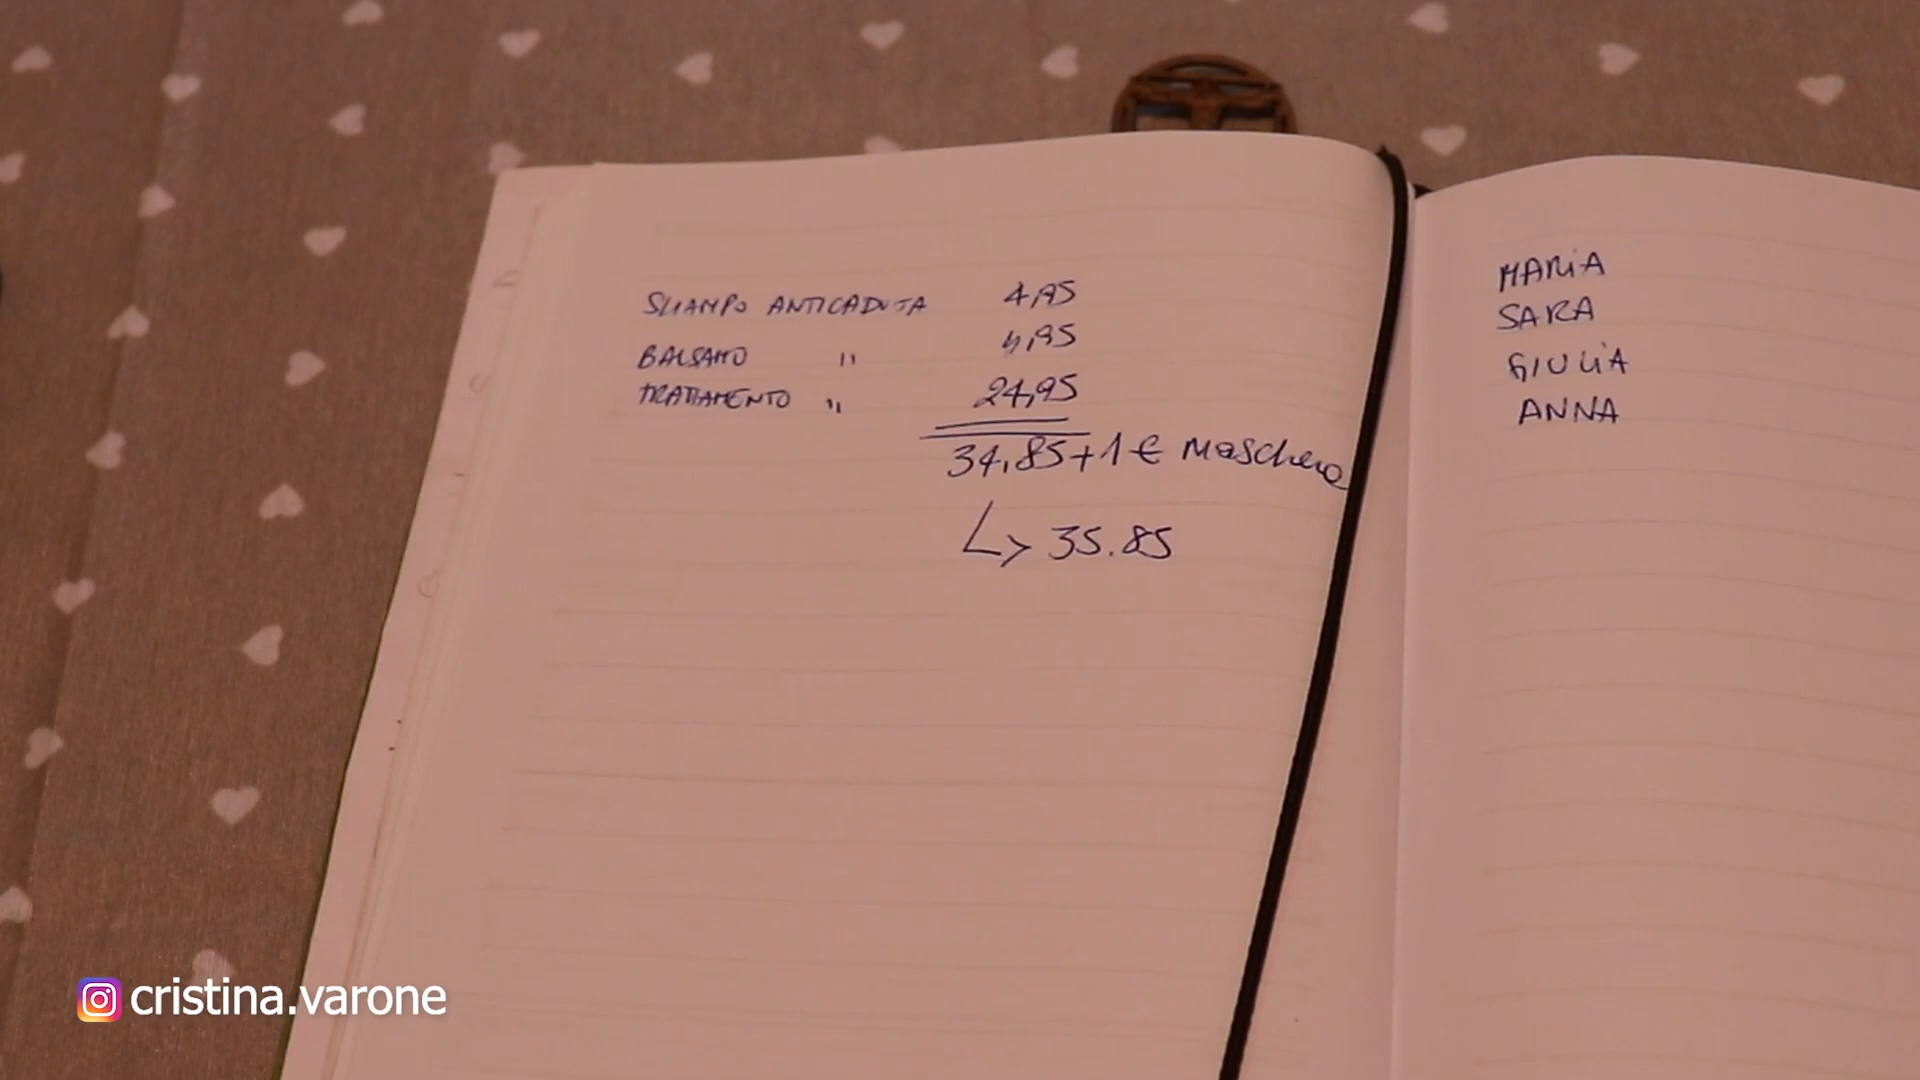 SHAMPO ANTICADUTA 4,95
BALSAMO " 4,95
TRATTAMENTO " 24,95
34,85+1€ Maschera
↳ 35.85
MARiA
SARA
GIULiA
ANNA
cristina.varone